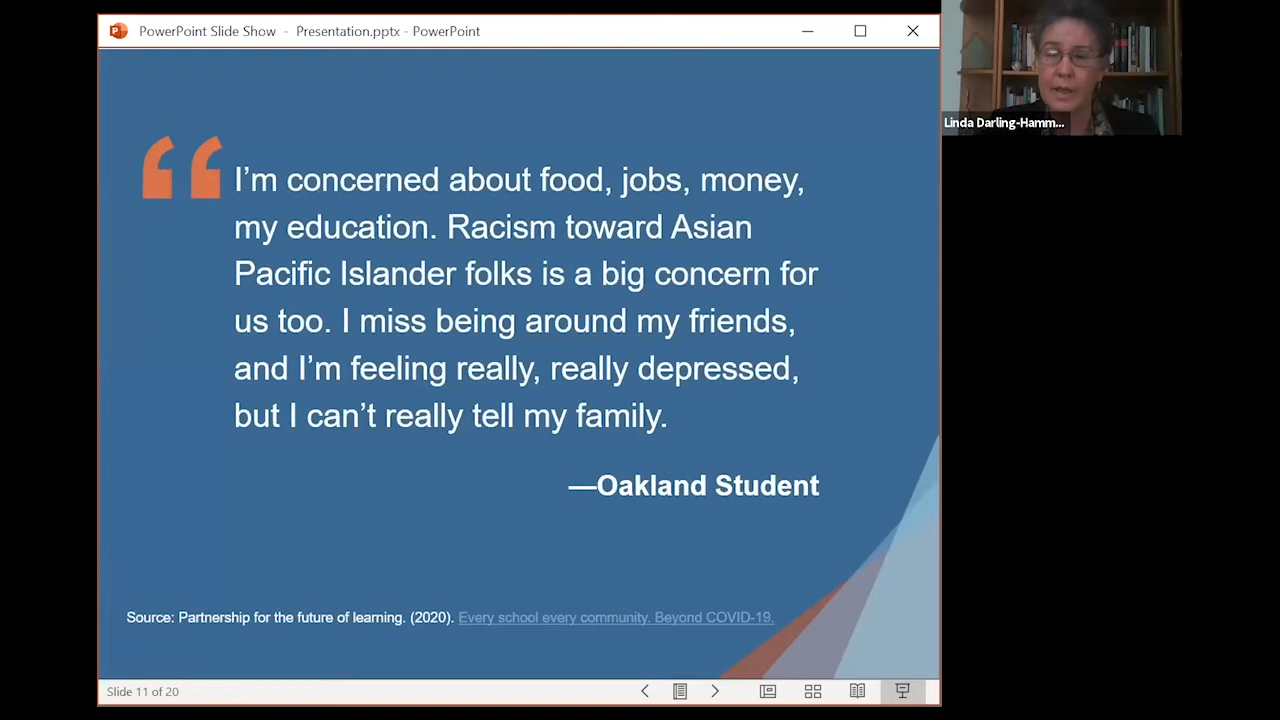 PowerPoint Slide Show - Presentation.pptx - PowerPoint
Linda Darling-Hamm...
“I’m concerned about food, jobs, money,
my education. Racism toward Asian
Pacific Islander folks is a big concern for
us too. I miss being around my friends,
and I’m feeling really, really depressed,
but I can’t really tell my family.
—Oakland Student
Source: Partnership for the future of learning. (2020). Every school every community. Beyond COVID-19.
Slide 11 of 20